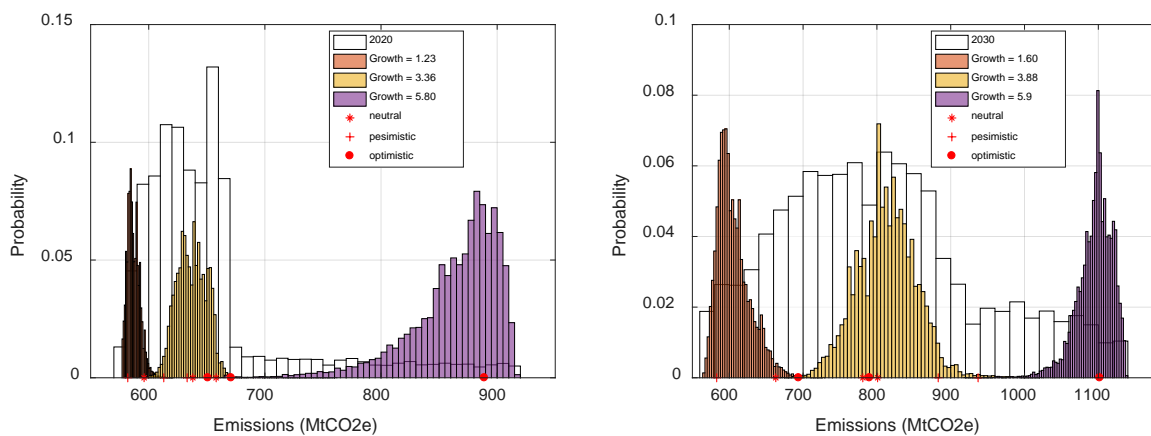 0.15
0.1
0.05
0
Probability
600
700
800
900
Emissions (MtCO2e)
2020
Growth = 1.23
Growth = 3.36
Growth = 5.80
neutral
pesimistic
optimistic
0.1
0.08
0.06
0.04
0.02
0
Probability
600
700
800
900
1000
1100
Emissions (MtCO2e)
2030
Growth = 1.60
Growth = 3.88
Growth = 5.9
neutral
pesimistic
optimistic